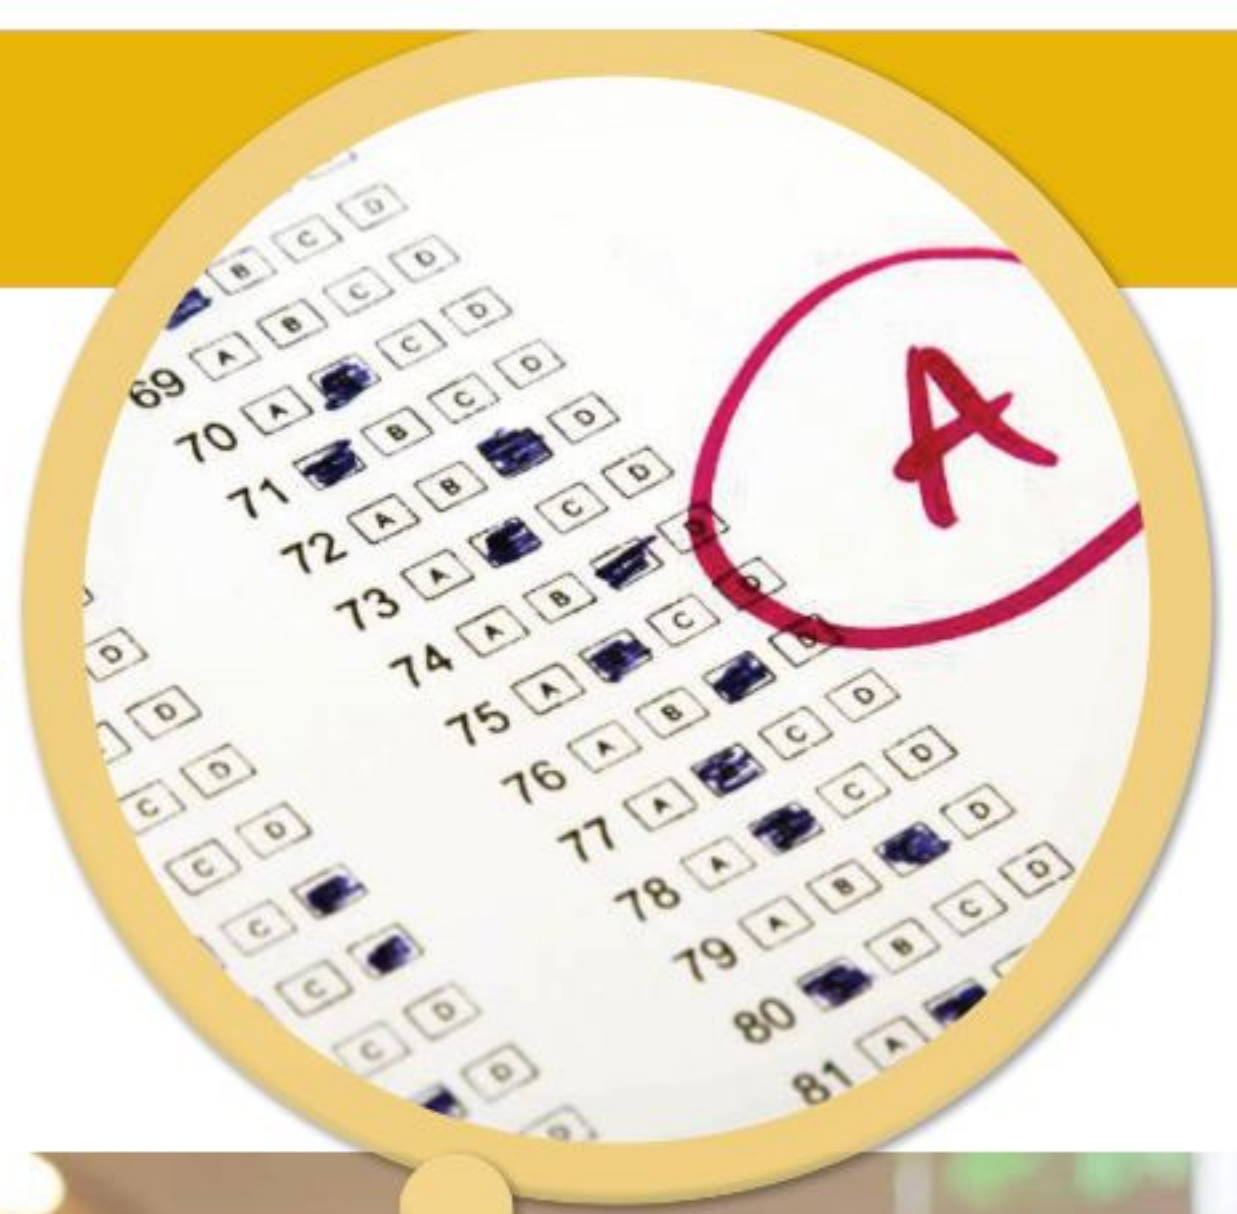 B C D
69 A B C D
70 A C D
71 B C D
72 A B D
73 A C D
74 A B D
75 A C D
76 A B D
77 A C D
78 A C D
79 A B D
80 B C D
81 A
A
D
D
C D
C D
C
C
C D
D
D